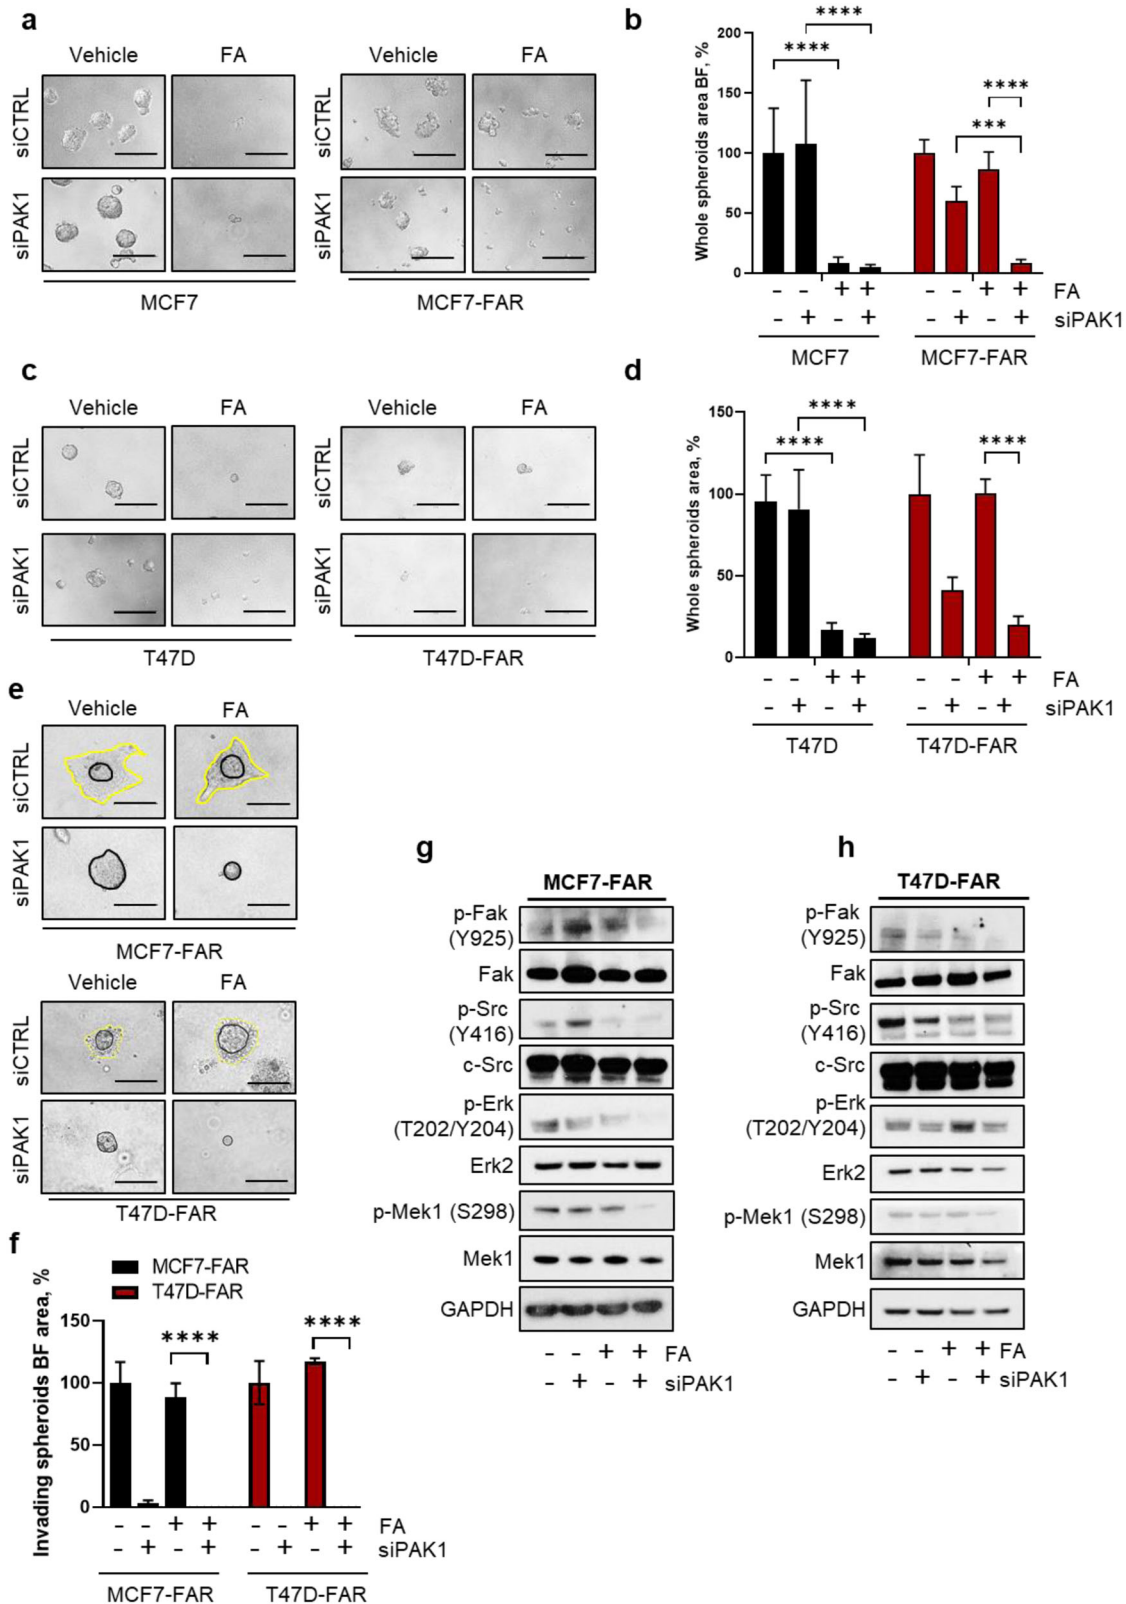 a
Vehicle FA Vehicle FA
siCTRL
siPAK1
MCF7 MCF7-FAR
b
Whole spheroids area BF, %
200
150
100
50
0
**** **** **** ***
- - + + - - + + FA
- + - + - + - + siPAK1
MCF7 MCF7-FAR
c
Vehicle FA Vehicle FA
siCTRL siCTRL
siPAK1 siPAK1
T47D T47D-FAR
d
Whole spheroids area, %
150
100
50
0
**** **** ****
- - + + - - + + FA
- + - + - + - + siPAK1
T47D T47D-FAR
e
Vehicle FA
siCTRL
siPAK1
MCF7-FAR
Vehicle FA
siCTRL
siPAK1
T47D-FAR
f
MCF7-FAR
T47D-FAR
Invading spheroids BF area, %
150
100
50
0
**** ****
- - + + - - + + FA
- + - + - + - + siPAK1
MCF7-FAR T47D-FAR
g
MCF7-FAR
p-Fak
(Y925)
Fak
p-Src
(Y416)
c-Src
p-Erk
(T202/Y204)
Erk2
p-Mek1 (S298)
Mek1
GAPDH
- - + + FA
- + - + siPAK1
h
T47D-FAR
p-Fak
(Y925)
Fak
p-Src
(Y416)
c-Src
p-Erk
(T202/Y204)
Erk2
p-Mek1 (S298)
Mek1
GAPDH
- - + + FA
- + - + siPAK1